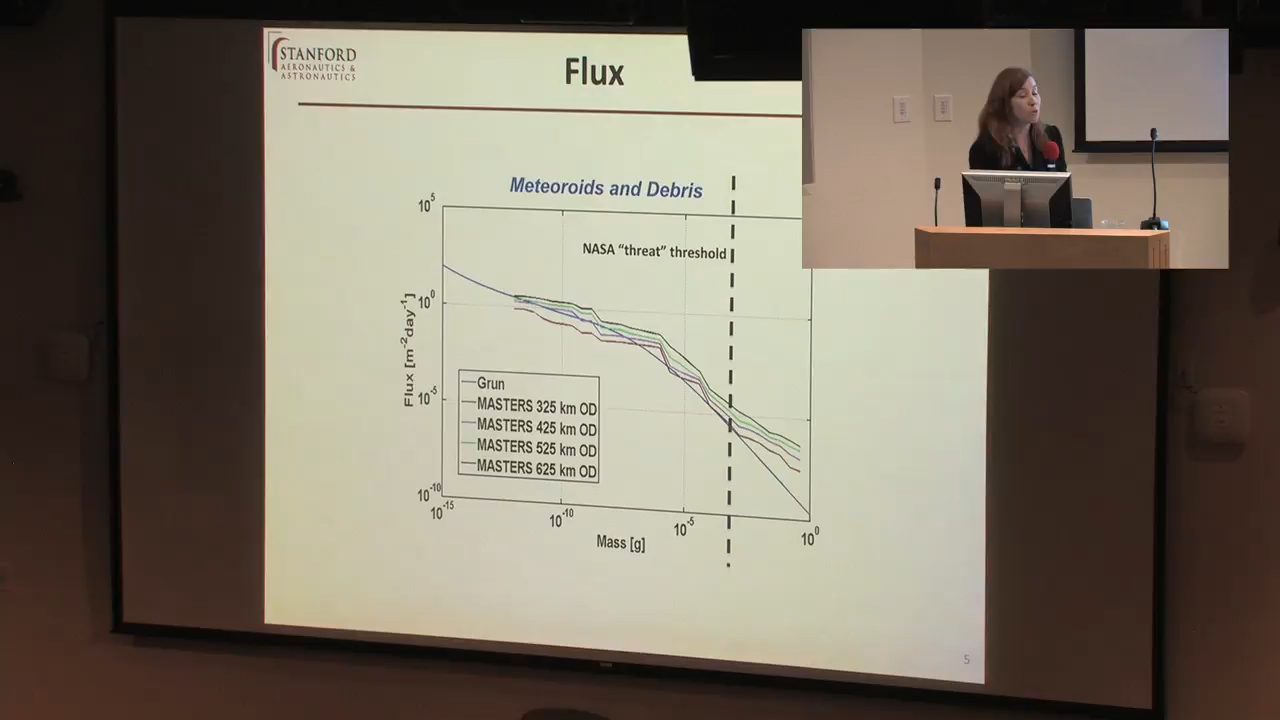 STANFORD
AERONAUTICS &
ASTRONAUTICS
Flux
Meteoroids and Debris
NASA “threat” threshold
10^5
10^0
10^-5
10^-10
Flux [m^-2day^-1]
Grun
MASTERS 325 km OD
MASTERS 425 km OD
MASTERS 525 km OD
MASTERS 625 km OD
10^-15
10^-10
10^-5
10^0
Mass [g]
5